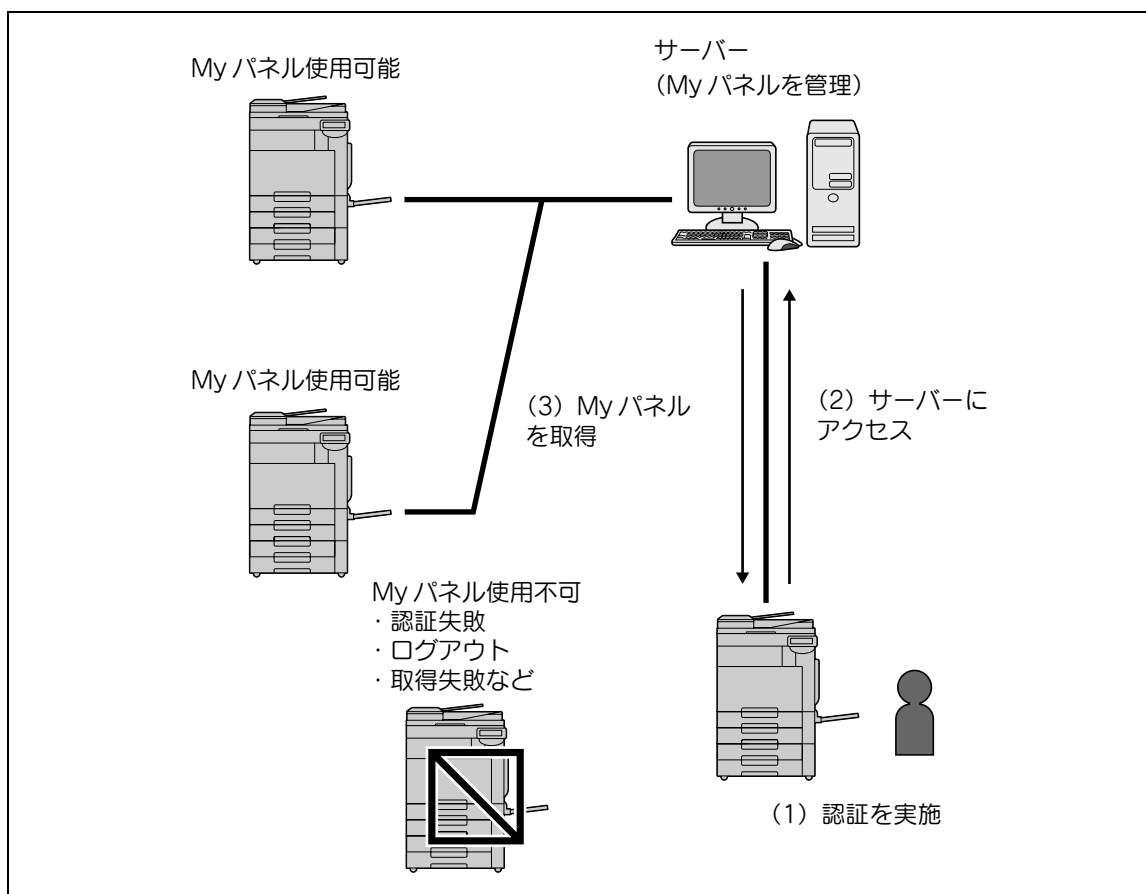 My パネル使用可能
サーバー
（My パネルを管理）
My パネル使用可能
（3）My パネル
を取得
（2）サーバーに
アクセス
My パネル使用不可
・認証失敗
・ログアウト
・取得失敗など
（1）認証を実施